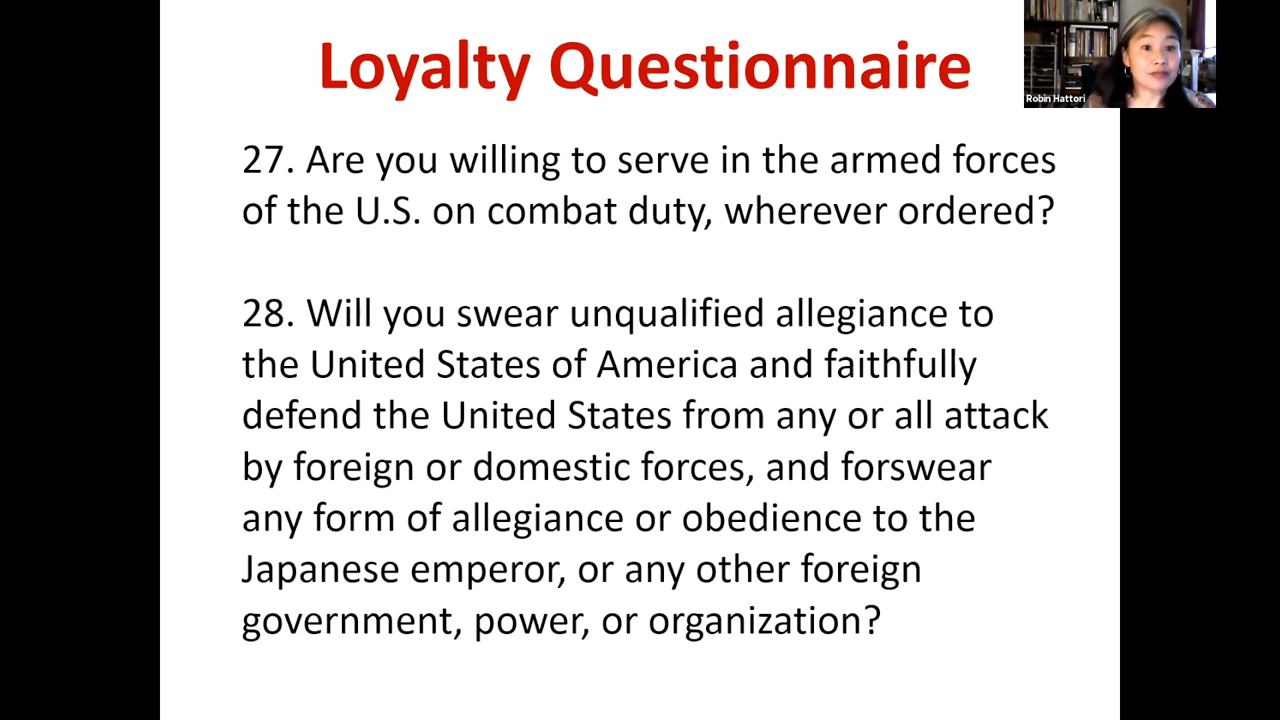 Loyalty Questionnaire
Robin Hattori
27. Are you willing to serve in the armed forces
of the U.S. on combat duty, wherever ordered?
28. Will you swear unqualified allegiance to
the United States of America and faithfully
defend the United States from any or all attack
by foreign or domestic forces, and forswear
any form of allegiance or obedience to the
Japanese emperor, or any other foreign
government, power, or organization?